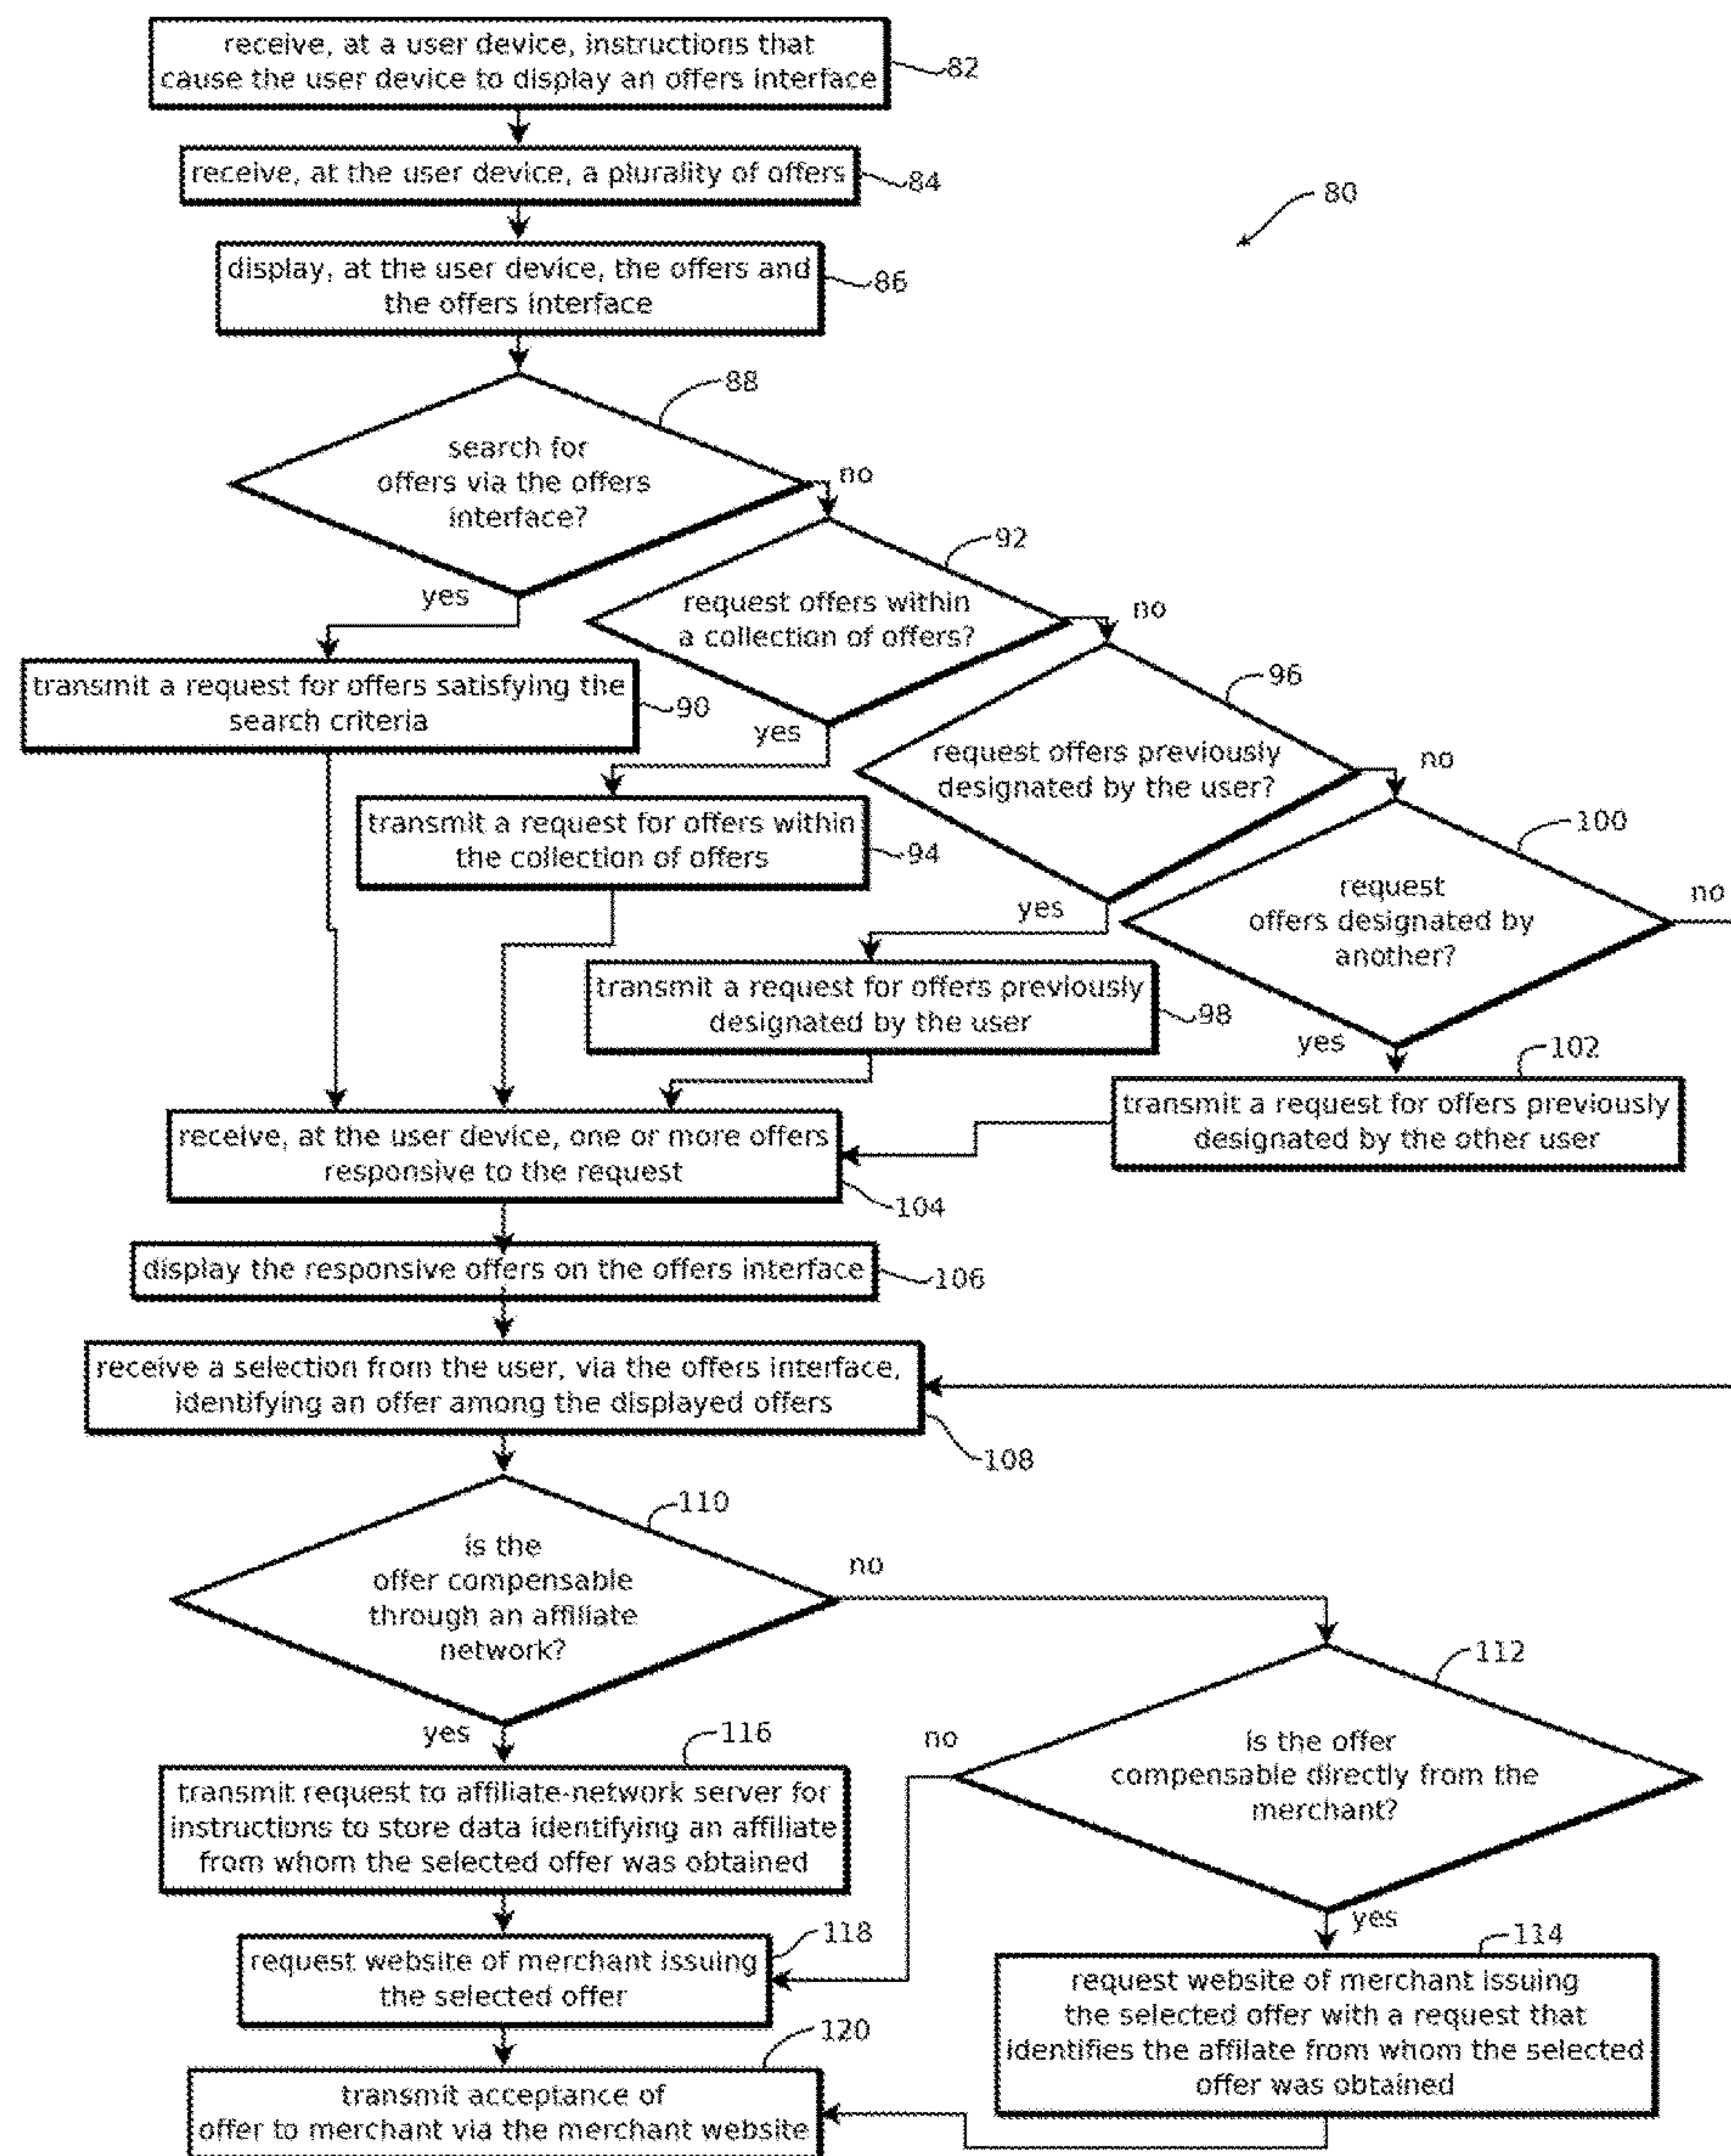 receive, at a user device, instructions that
cause the user device to display an offers interface
82
receive, at the user device, a plurality of offers
84
80
display, at the user device, the offers and
the offers interface
86
88
search for
offers via the offers
interface?
no
yes
92
request offers within
a collection of offers?
no
yes
transmit a request for offers satisfying the
search criteria
90
96
request offers previously
designated by the user?
no
yes
transmit a request for offers within
the collection of offers
94
100
request
offers designated by
another?
no
yes
transmit a request for offers previously
designated by the user
98
102
transmit a request for offers previously
designated by the other user
receive, at the user device, one or more offers
responsive to the request
104
display the responsive offers on the offers interface
106
receive a selection from the user, via the offers interface,
identifying an offer among the displayed offers
108
110
is the
offer compensable
through an affiliate
network?
no
yes
112
is the offer
compensable directly from the
merchant?
no
yes
116
transmit request to affiliate-network server for
instructions to store data identifying an affiliate
from whom the selected offer was obtained
118
request website of merchant issuing
the selected offer
114
request website of merchant issuing
the selected offer with a request that
identifies the affilate from whom the selected
offer was obtained
120
transmit acceptance of
offer to merchant via the merchant website